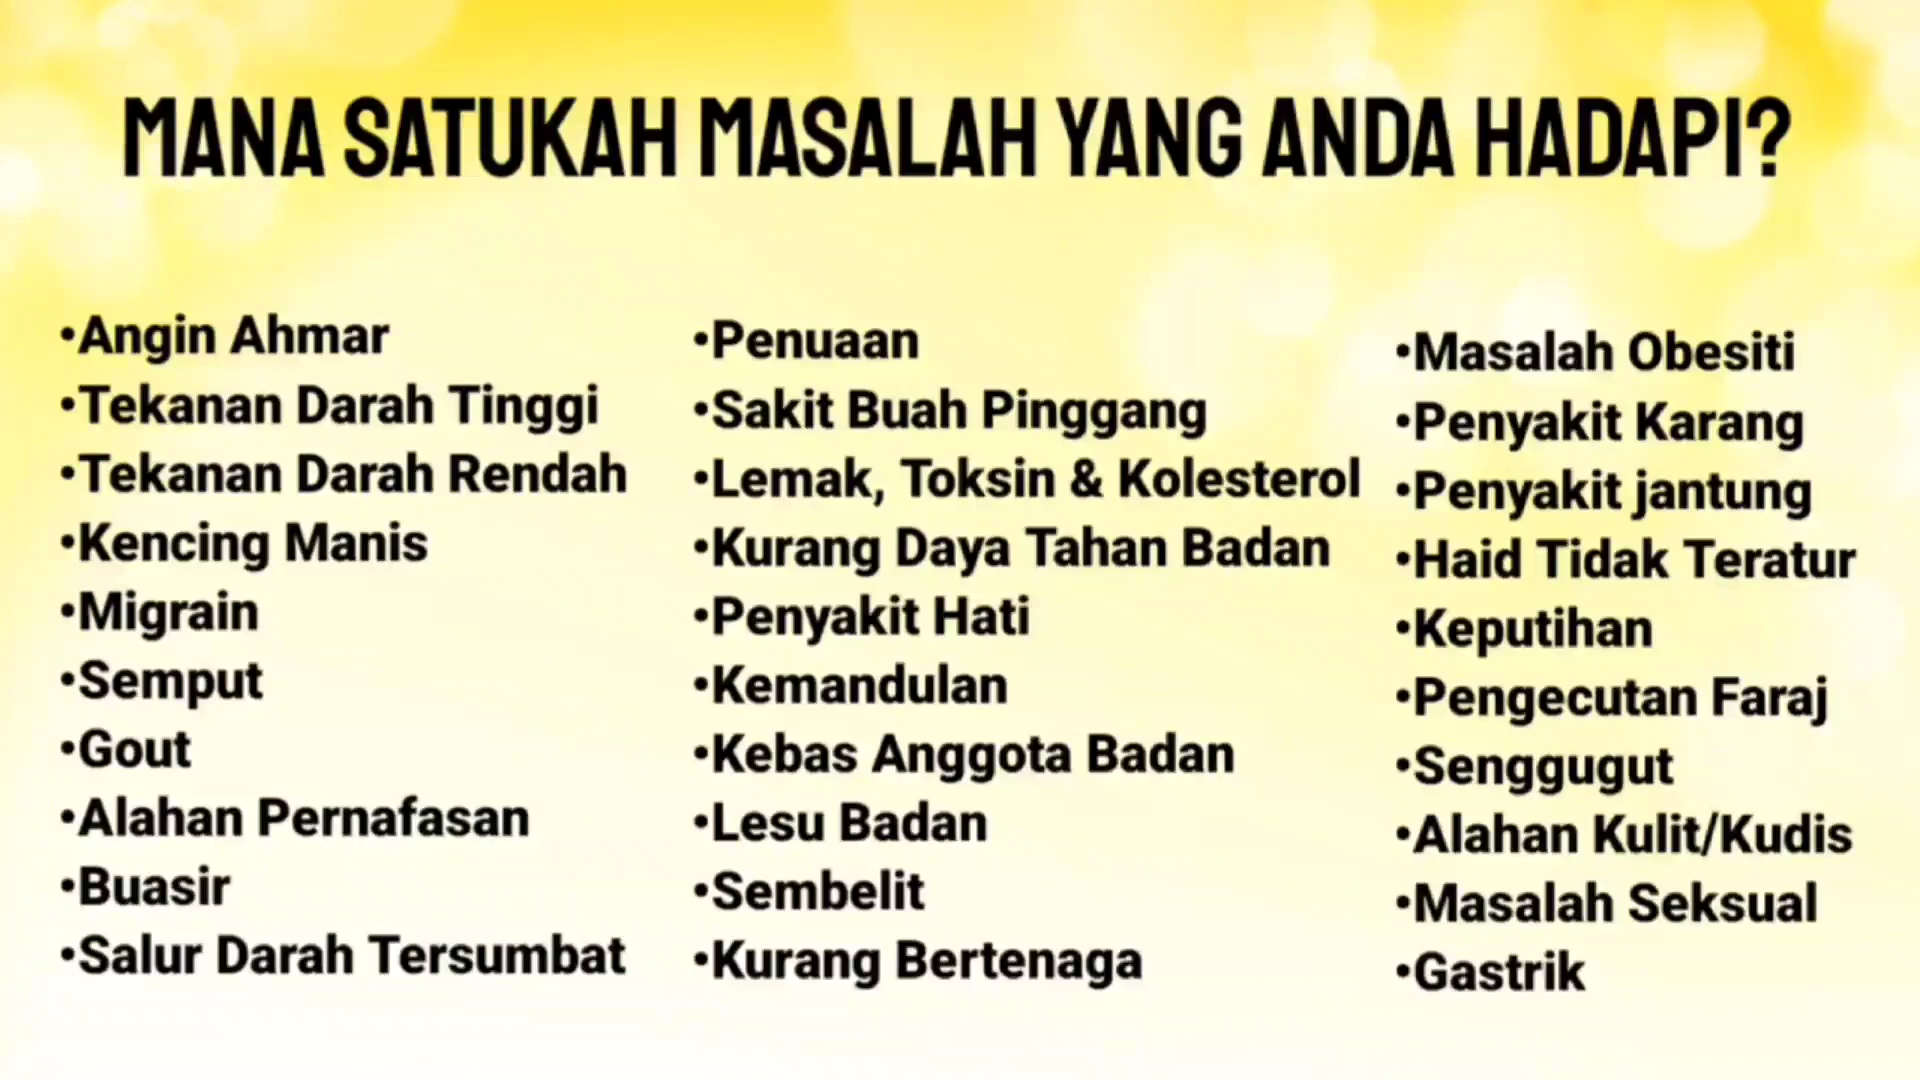 MANA SATUKAH MASALAH YANG ANDA HADAPI?
•Angin Ahmar
•Tekanan Darah Tinggi
•Tekanan Darah Rendah
•Kencing Manis
•Migrain
•Semput
•Gout
•Alahan Pernafasan
•Buasir
•Salur Darah Tersumbat
•Penuaan
•Sakit Buah Pinggang
•Lemak, Toksin & Kolesterol
•Kurang Daya Tahan Badan
•Penyakit Hati
•Kemandulan
•Kebas Anggota Badan
•Lesu Badan
•Sembelit
•Kurang Bertenaga
•Masalah Obesiti
•Penyakit Karang
•Penyakit jantung
•Haid Tidak Teratur
•Keputihan
•Pengecutan Faraj
•Senggugut
•Alahan Kulit/Kudis
•Masalah Seksual
•Gastrik